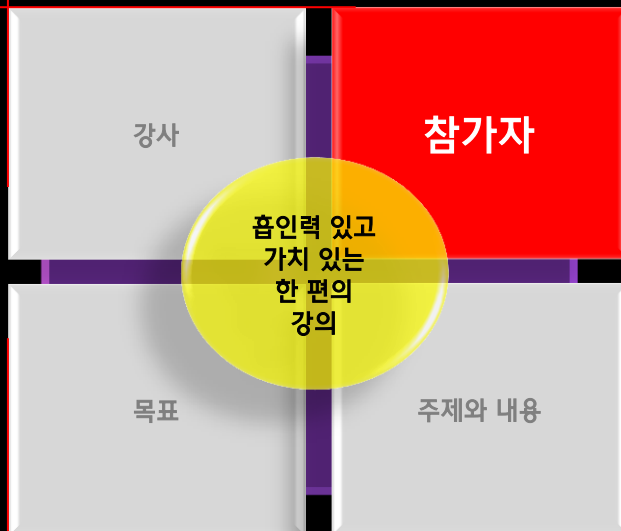 강사
참가자
흡인력 있고
가치 있는
한 편의
강의
목표
주제와 내용